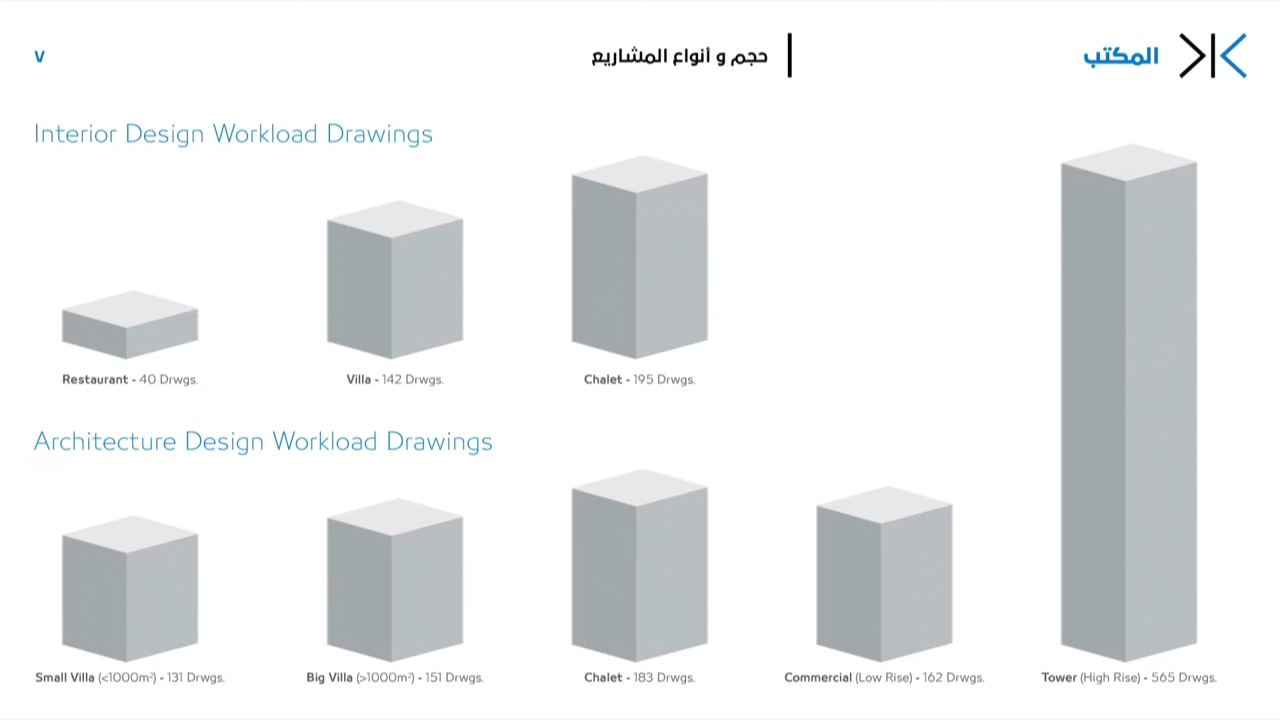 المكتب
حجم و أنواع المشاريع
٧
Interior Design Workload Drawings
Restaurant - 40 Drwgs.
Villa - 142 Drwgs.
Chalet - 195 Drwgs.
Architecture Design Workload Drawings
Small Villa (<1000m²) - 131 Drwgs.
Big Villa (>1000m²) - 151 Drwgs.
Chalet - 183 Drwgs.
Commercial (Low Rise) - 162 Drwgs.
Tower (High Rise) - 565 Drwgs.